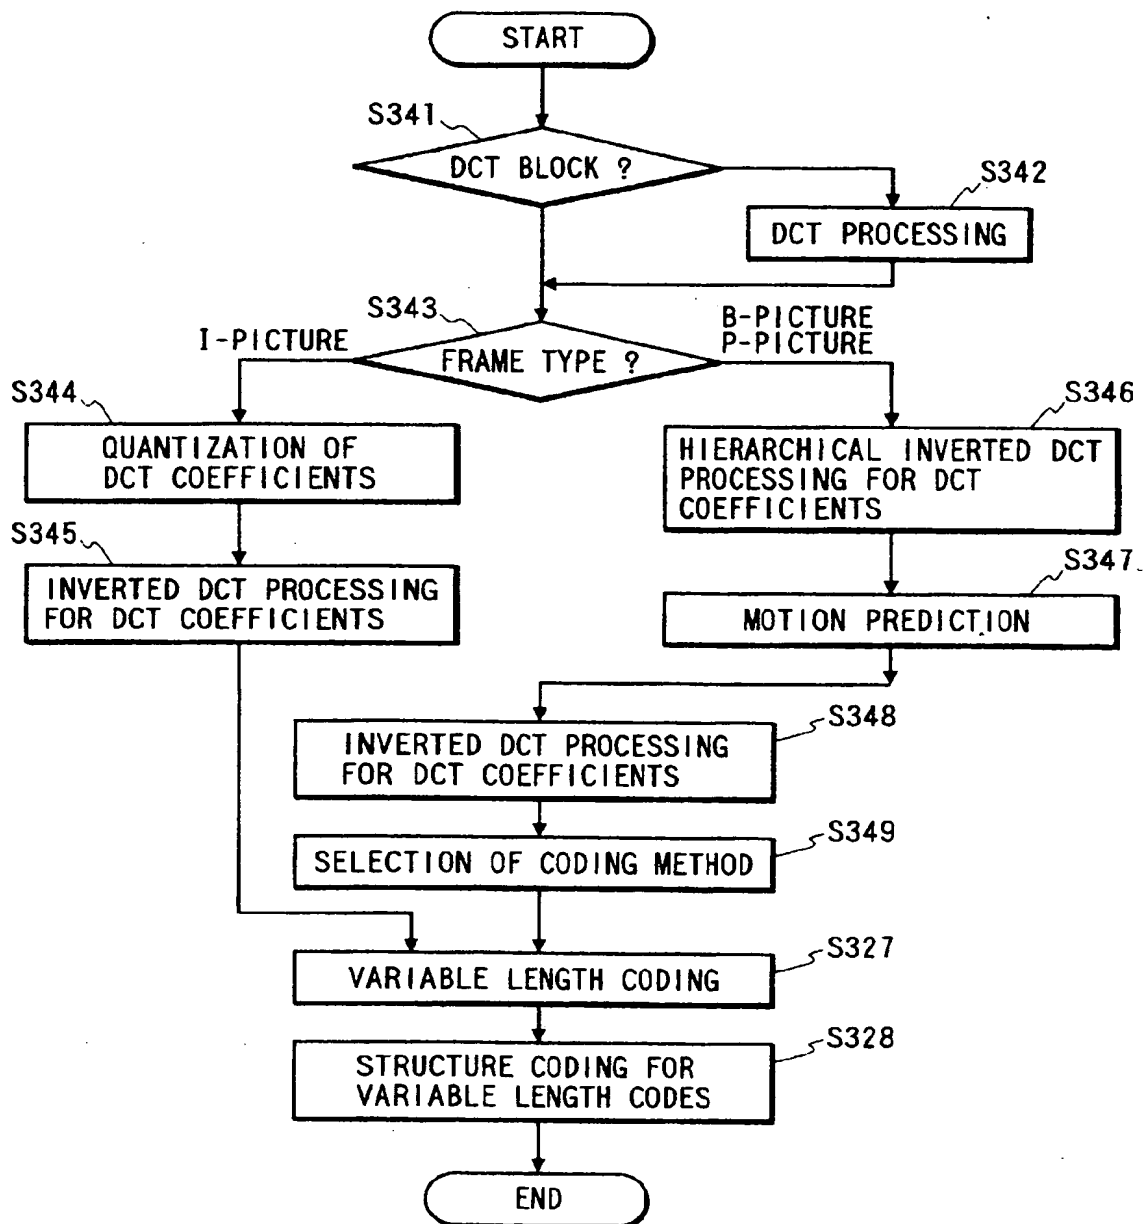 START
S341
DCT BLOCK ?
S342
DCT PROCESSING
S343
I-PICTURE
FRAME TYPE ?
B-PICTURE
P-PICTURE
S344
QUANTIZATION OF
DCT COEFFICIENTS
S346
HIERARCHICAL INVERTED DCT
PROCESSING FOR DCT
COEFFICIENTS
S345
INVERTED DCT PROCESSING
FOR DCT COEFFICIENTS
S347
MOTION PREDICTION
S348
INVERTED DCT PROCESSING
FOR DCT COEFFICIENTS
S349
SELECTION OF CODING METHOD
S327
VARIABLE LENGTH CODING
S328
STRUCTURE CODING FOR
VARIABLE LENGTH CODES
END